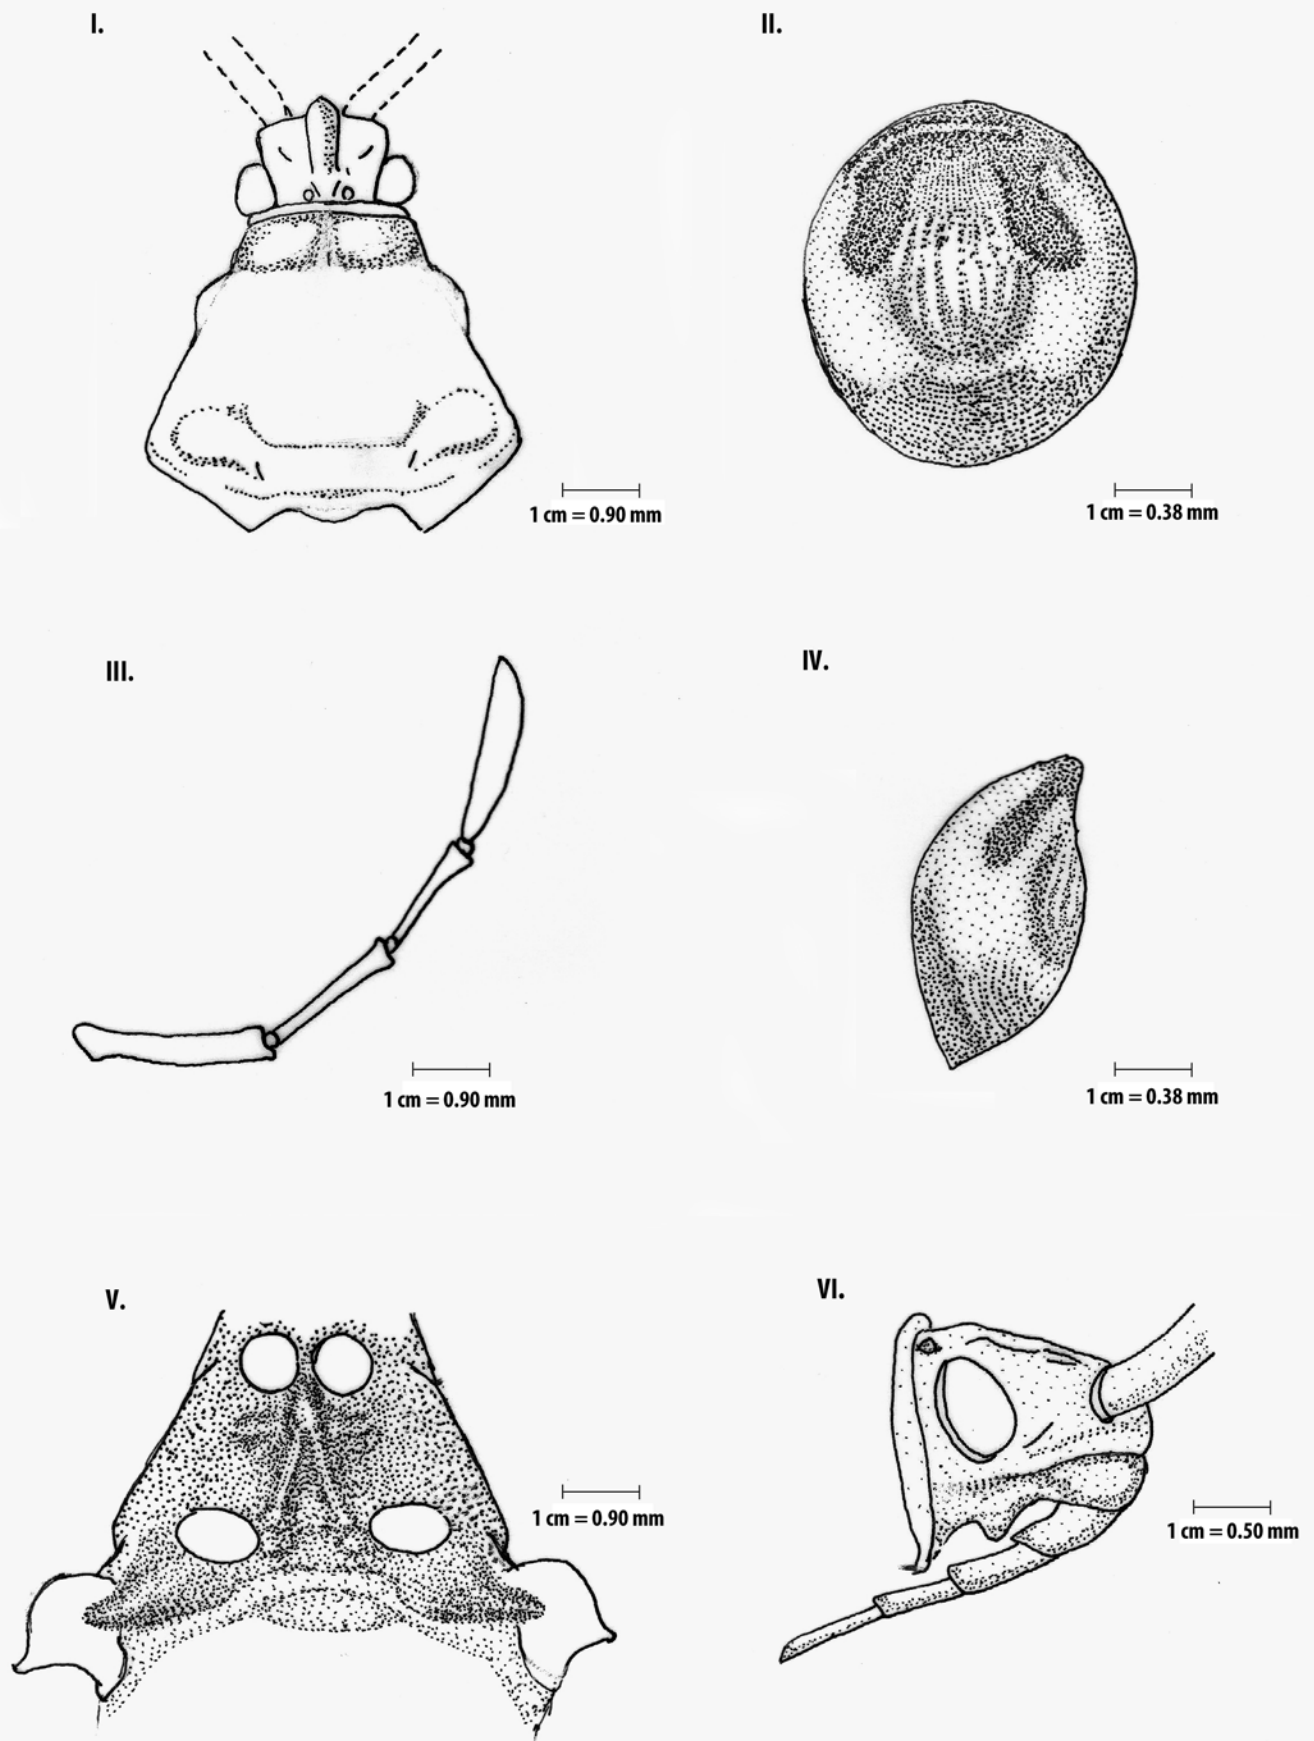 I.
II.
1 cm = 0.90 mm
1 cm = 0.38 mm
III.
IV.
1 cm = 0.90 mm
1 cm = 0.38 mm
V.
VI.
1 cm = 0.90 mm
1 cm = 0.50 mm